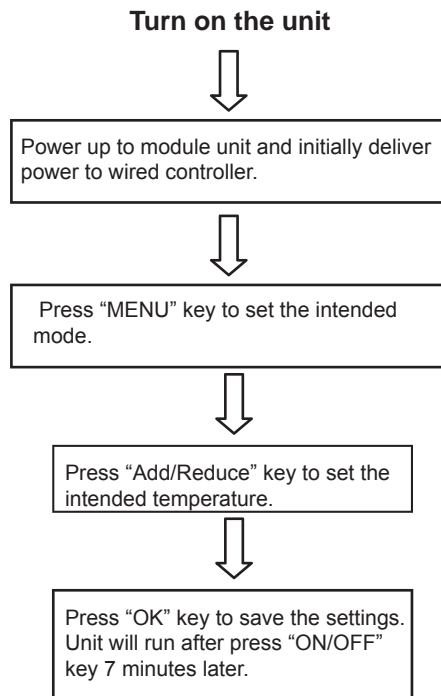 Turn on the unit
Power up to module unit and initially deliver
power to wired controller.
Press “MENU” key to set the intended
mode.
Press “Add/Reduce” key to set the
intended temperature.
Press “OK” key to save the settings.
Unit will run after press “ON/OFF”
key 7 minutes later.